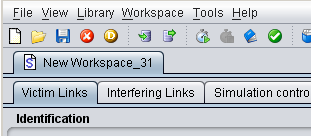 File View Library Workspace Tools Help
New Workspace_31
Victim Links Interfering Links Simulation contro
Identification